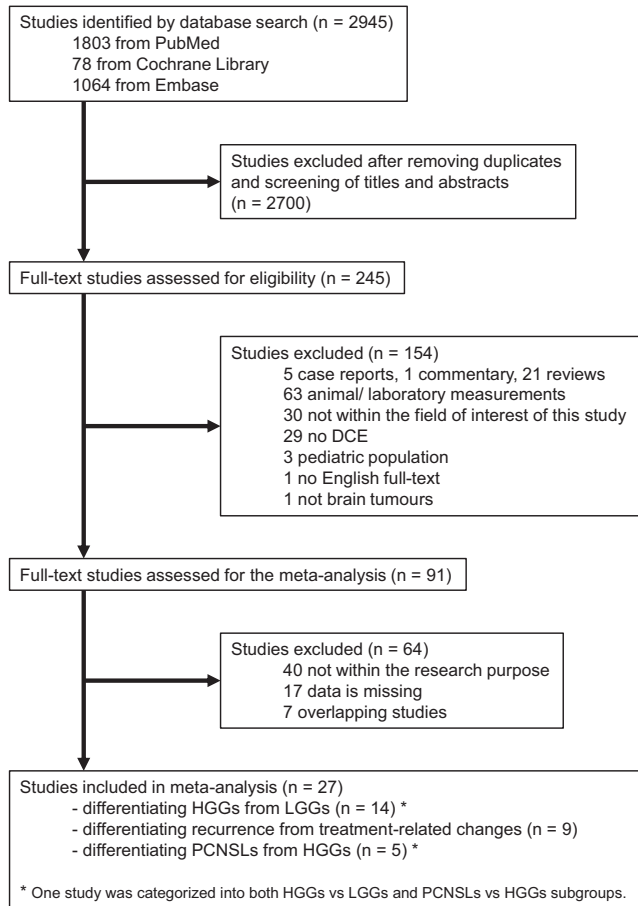 Studies identified by database search (n = 2945)
1803 from PubMed
78 from Cochrane Library
1064 from Embase
Studies excluded after removing duplicates
and screening of titles and abstracts
(n = 2700)
Full-text studies assessed for eligibility (n = 245)
Studies excluded (n = 154)
5 case reports, 1 commentary, 21 reviews
63 animal/ laboratory measurements
30 not within the field of interest of this study
29 no DCE
3 pediatric population
1 no English full-text
1 not brain tumours
Full-text studies assessed for the meta-analysis (n = 91)
Studies excluded (n = 64)
40 not within the research purpose
17 data is missing
7 overlapping studies
Studies included in meta-analysis (n = 27)
- differentiating HGGs from LGGs (n = 14) *
- differentiating recurrence from treatment-related changes (n = 9)
- differentiating PCNSLs from HGGs (n = 5) *
* One study was categorized into both HGGs vs LGGs and PCNSLs vs HGGs subgroups.